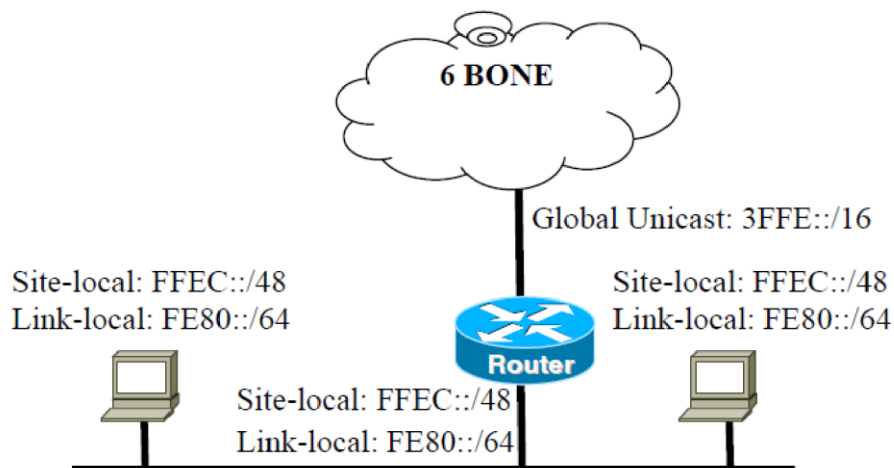 6 BONE
Global Unicast: 3FFE::/16
Site-local: FFEC::/48
Link-local: FE80::/64
Site-local: FFEC::/48
Link-local: FE80::/64
Router
Site-local: FFEC::/48
Link-local: FE80::/64